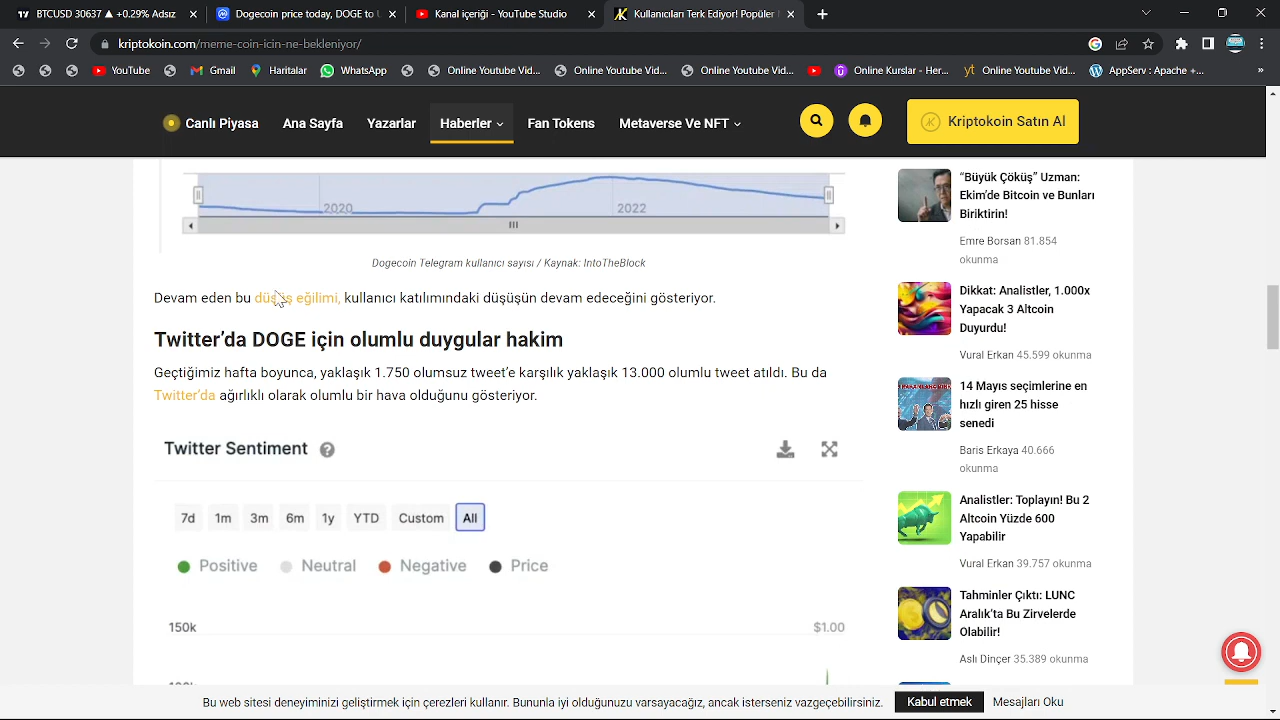 BTCUSD 30637 ▲ +0.29% Adsız
Dogecoin price today, DOGE to U
Kanal içeriği - YouTube Studio
Kullanıcıları Terk Ediyor! Popüler
kriptokoin.com/meme-coin-icin-ne-bekleniyor/
YouTube
Gmail
Haritalar
WhatsApp
Online Youtube Vid...
Online Youtube Vid...
Online Youtube Vid...
Online Kurslar - Her...
yt Online Youtube Vid...
AppServ : Apache +...
»
Canlı Piyasa
Ana Sayfa
Yazarlar
Haberler
Fan Tokens
Metaverse Ve NFT
Kriptokoin Satın Al
2020
2022
Dogecoin Telegram kullanıcı sayısı / Kaynak: IntoTheBlock
Devam eden bu düşüş eğilimi, kullanıcı katılımındaki düşüşün devam edeceğini gösteriyor.
Twitter’da DOGE için olumlu duygular hakim
Geçtiğimiz hafta boyunca, yaklaşık 1.750 olumsuz tweet’e karşılık yaklaşık 13.000 olumlu tweet atıldı. Bu da
Twitter’da ağırlıklı olarak olumlu bir hava olduğunu gösteriyor.
Twitter Sentiment ?
7d 1m 3m 6m 1y YTD Custom All
Positive Neutral Negative Price
150k
$1.00
“Büyük Çöküş” Uzman:
Ekim’de Bitcoin ve Bunları
Biriktirin!
Emre Borsan 81.854
okunma
Dikkat: Analistler, 1.000x
Yapacak 3 Altcoin
Duyurdu!
Vural Erkan 45.599 okunma
14 Mayıs seçimlerine en
hızlı giren 25 hisse
senedi
Baris Erkaya 40.666
okunma
Analistler: Toplayın! Bu 2
Altcoin Yüzde 600
Yapabilir
Vural Erkan 39.757 okunma
Tahminler Çıktı: LUNC
Aralık’ta Bu Zirvelerde
Olabilir!
Aslı Dinçer 35.389 okunma
Bu site deneyiminizi geliştirmek için çerezleri kullanır. Bununla iyi olduğunuzu varsayacağız, ancak isterseniz vazgeçebilirsiniz.
Kabul etmek
Mesajları Oku